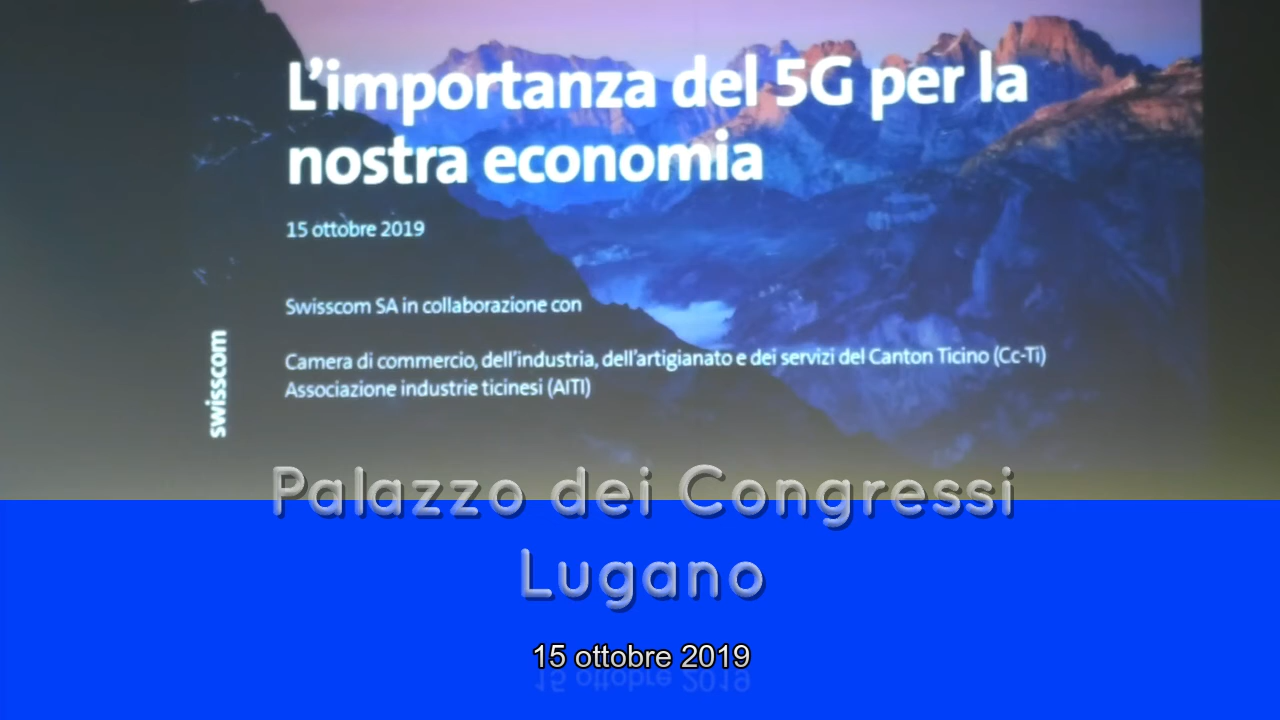 L'importanza del 5G per la
nostra economia
15 ottobre 2019
Swisscom SA in collaborazione con
Camera di commercio, dell'industria, dell'artigianato e dei servizi del Canton Ticino (Cc-Ti)
Associazione industrie ticinesi (AITI)
swisscom
Palazzo dei Congressi
Lugano
15 ottobre 2019